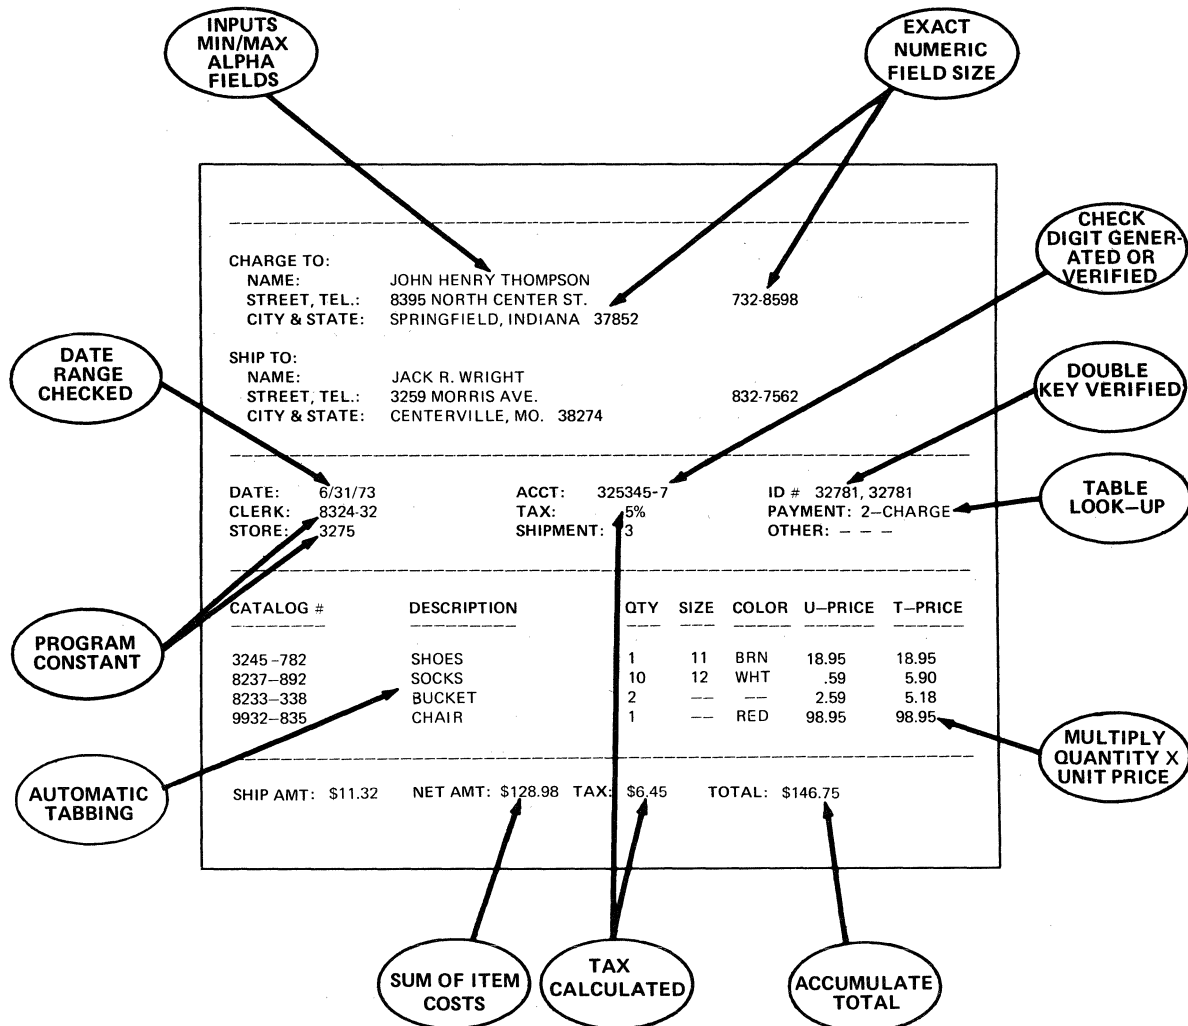 INPUTS
MIN/MAX
ALPHA
FIELDS
EXACT
NUMERIC
FIELD SIZE
CHECK
DIGIT GENER-
ATED OR
VERIFIED
CHARGE TO:
NAME: JOHN HENRY THOMPSON
STREET, TEL.: 8395 NORTH CENTER ST. 732-8598
CITY & STATE: SPRINGFIELD, INDIANA 37852
DATE
RANGE
CHECKED
SHIP TO:
NAME: JACK R. WRIGHT
STREET, TEL.: 3259 MORRIS AVE. 832-7562
CITY & STATE: CENTERVILLE, MO. 38274
DOUBLE
KEY VERIFIED
DATE: 6/31/73 ACCT: 325345-7 ID # 32781, 32781
CLERK: 8324-32 TAX: 5% PAYMENT: 2-CHARGE
STORE: 3275 SHIPMENT: 3 OTHER: - - -
TABLE
LOOK-UP
CATALOG # DESCRIPTION QTY SIZE COLOR U-PRICE T-PRICE
3245-782 SHOES 1 11 BRN 18.95 18.95
8237-892 SOCKS 10 12 WHT .59 5.90
8233-338 BUCKET 2 -- -- 2.59 5.18
9932-835 CHAIR 1 -- RED 98.95 98.95
PROGRAM
CONSTANT
MULTIPLY
QUANTITY X
UNIT PRICE
AUTOMATIC
TABBING
SHIP AMT: $11.32 NET AMT: $128.98 TAX: $6.45 TOTAL: $146.75
SUM OF ITEM
COSTS
TAX
CALCULATED
ACCUMULATE
TOTAL